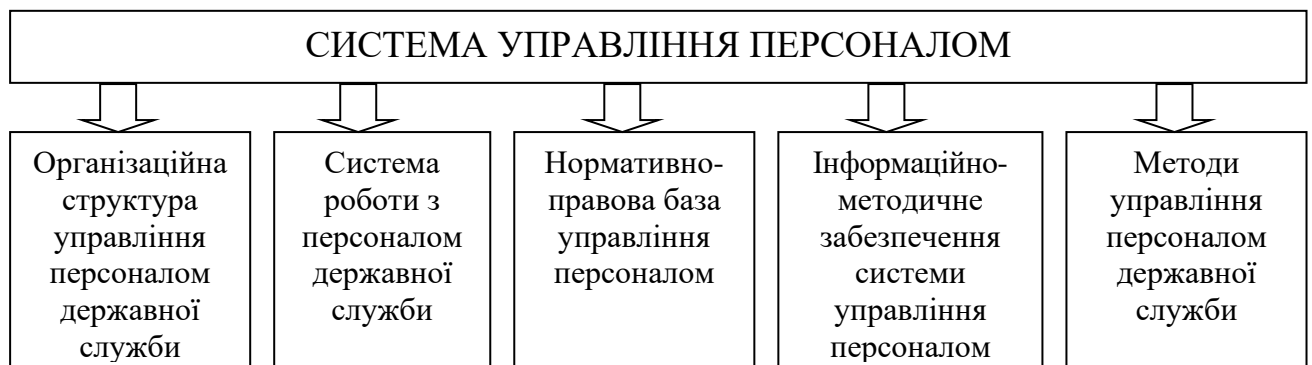 СИСТЕМА УПРАВЛІННЯ ПЕРСОНАЛОМ
Організаційна
структура
управління
персоналом
державної
служби
Система
роботи з
персоналом
державної
служби
Нормативно-
правова база
управління
персоналом
Інформаційно-
методичне
забезпечення
системи
управління
персоналом
Методи
управління
персоналом
державної
служби